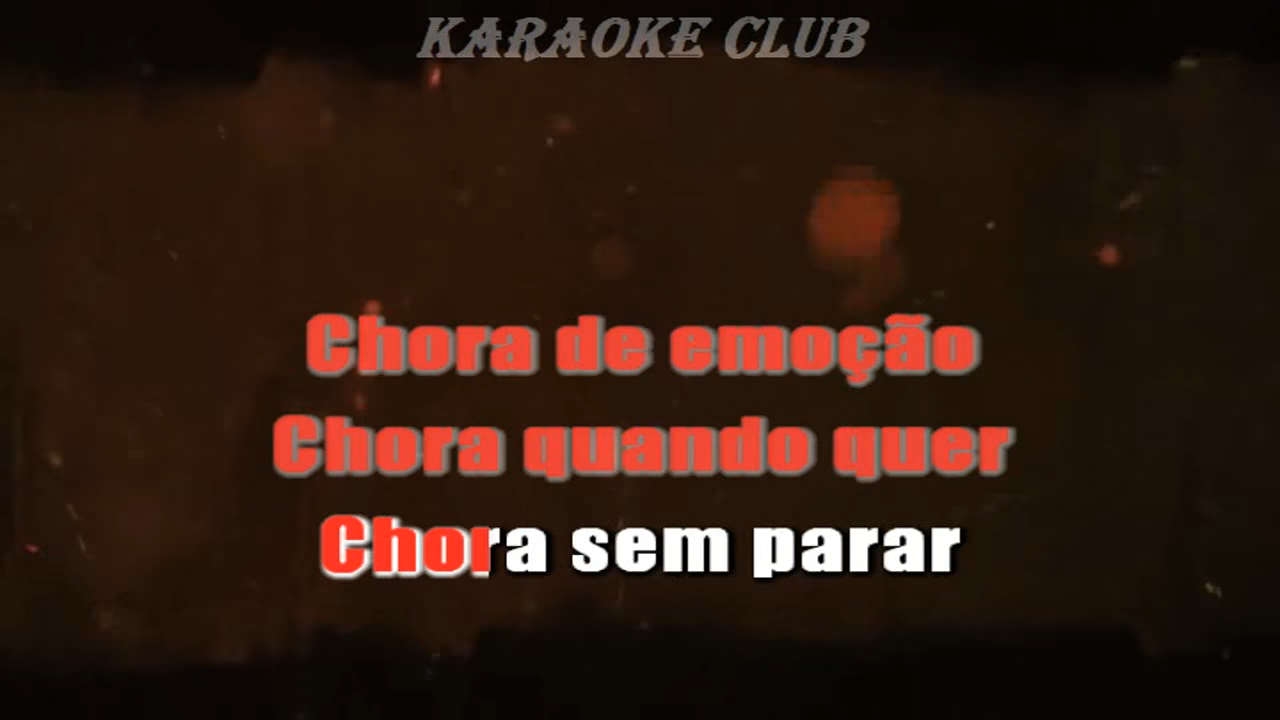 KARAOKE CLUB
Chora de emoção
Chora quando quer
Chora sem parar